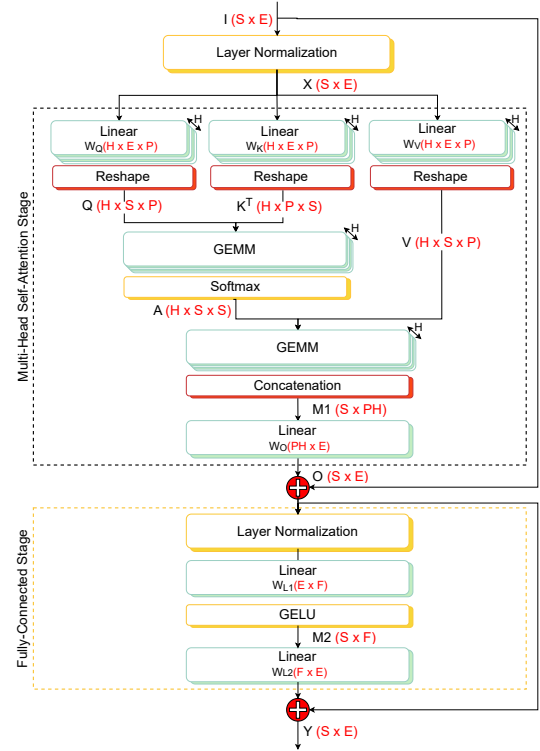 I (S x E)
Layer Normalization
X (S x E)
Multi-Head Self-Attention Stage
H
H
H
Linear
Linear
Linear
WQ(H x E x P)
WK(H x E x P)
WV(H x E x P)
Reshape
Reshape
Reshape
Q (H x S x P)
K^T (H x P x S)
V (H x S x P)
H
GEMM
Softmax
A (H x S x S)
H
GEMM
Concatenation
M1 (S x PH)
Linear
WO(PH x E)
O (S x E)
Fully-Connected Stage
Layer Normalization
Linear
WL1(E x F)
GELU
M2 (S x F)
Linear
WL2(F x E)
Y (S x E)